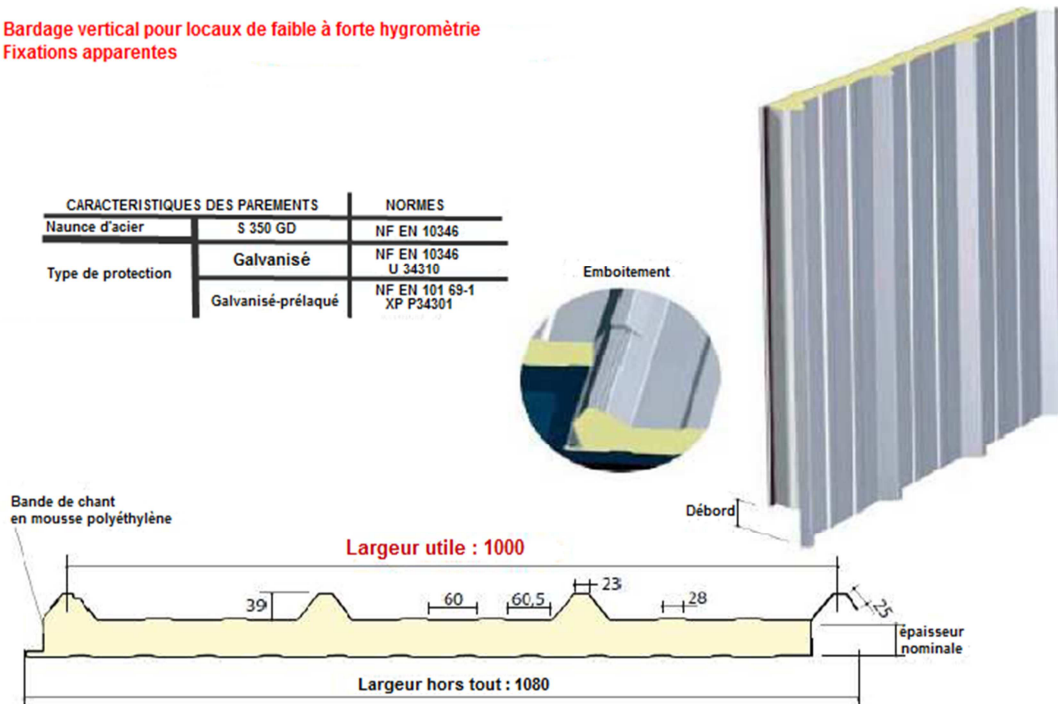 Bardage vertical pour locaux de faible à forte hygromètrie
Fixations apparentes
CARACTERISTIQUES DES PAREMENTS NORMES
Naunce d'acier S 350 GD NF EN 10346
Type de protection Galvanisé NF EN 10346
U 34310
Galvanisé-prélaqué NF EN 101 69-1
XP P34301
Emboitement
Débord
Bande de chant
en mousse polyéthylène
Largeur utile : 1000
39
60
60,5
23
28
25
épaisseur
nominale
Largeur hors tout : 1080